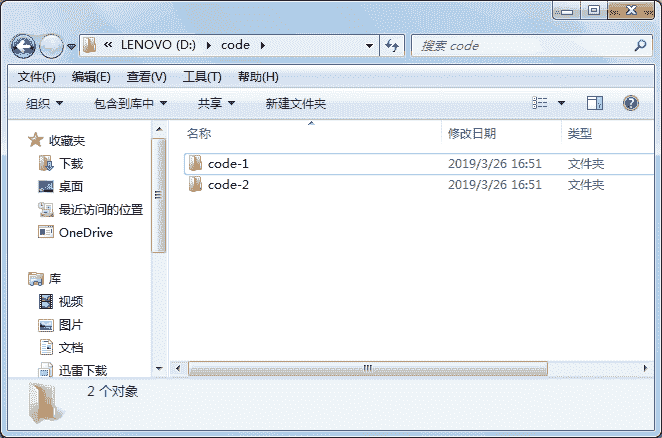 « LENOVO (D:) ▸ code ▸ 搜索 code
文件(F) 编辑(E) 查看(V) 工具(T) 帮助(H)
组织 包含到库中 共享 新建文件夹
名称 修改日期 类型
收藏夹
下载
桌面
最近访问的位置
OneDrive
库
视频
图片
文档
迅雷下载
code-1 2019/3/26 16:51 文件夹
code-2 2019/3/26 16:51 文件夹
2 个对象